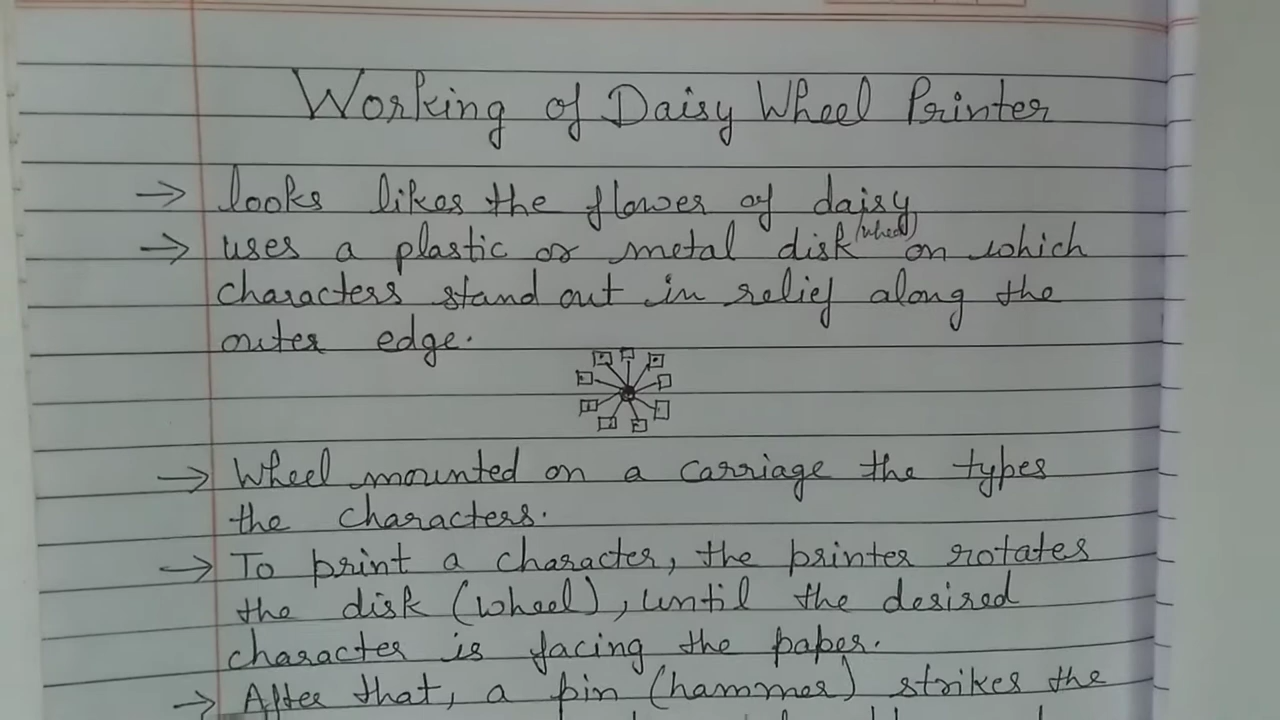 Working of Daisy Wheel Printer
→ looks likes the flower of daisy
→ uses a plastic or metal disk (wheel) on which
characters stand out in relief along the
outer edge.
→ Wheel mounted on a carriage the types
the characters.
→ To print a character, the printer rotates
the disk (wheel), until the desired
character is facing the paper.
→ After that, a pin (hammer) strikes the